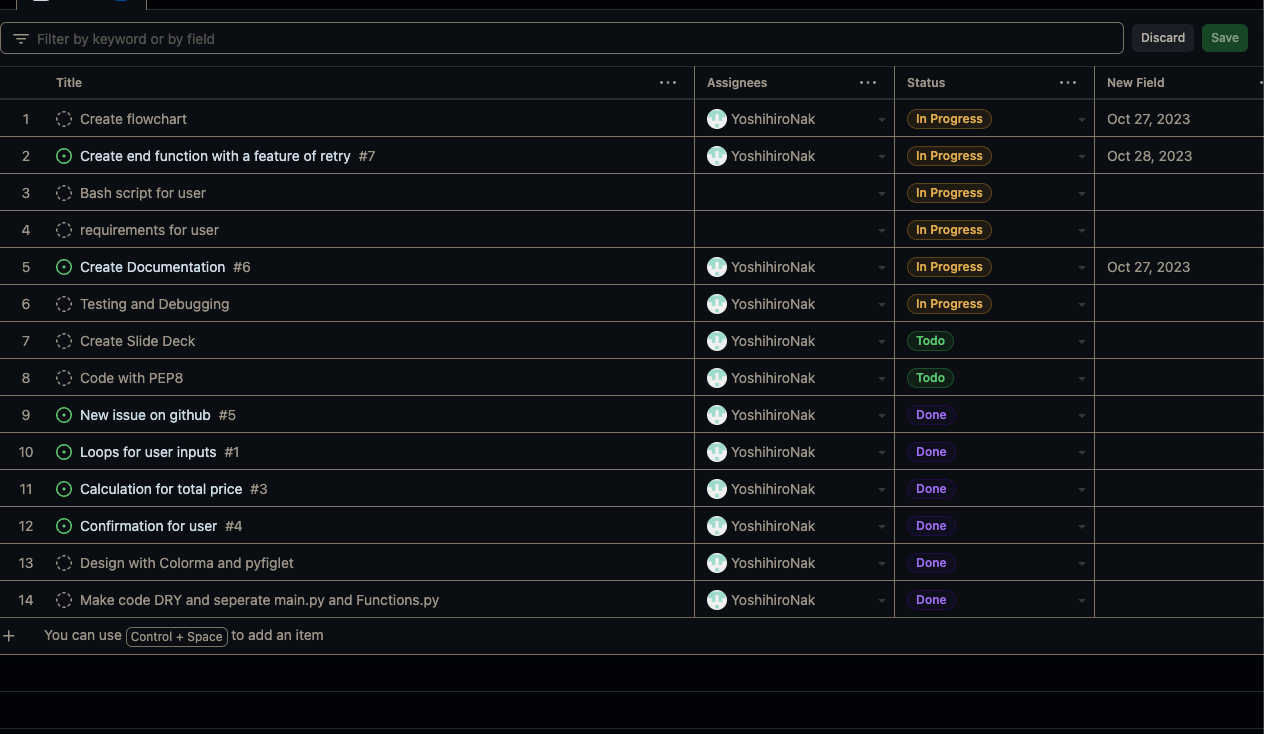 Filter by keyword or by field Discard Save
Title Assignees Status New Field
1 Create flowchart YoshihiroNak In Progress Oct 27, 2023
2 Create end function with a feature of retry #7 YoshihiroNak In Progress Oct 28, 2023
3 Bash script for user In Progress
4 requirements for user In Progress
5 Create Documentation #6 YoshihiroNak In Progress Oct 27, 2023
6 Testing and Debugging YoshihiroNak In Progress
7 Create Slide Deck YoshihiroNak Todo
8 Code with PEP8 YoshihiroNak Todo
9 New issue on github #5 YoshihiroNak Done
10 Loops for user inputs #1 YoshihiroNak Done
11 Calculation for total price #3 YoshihiroNak Done
12 Confirmation for user #4 YoshihiroNak Done
13 Design with Colorma and pyfiglet YoshihiroNak Done
14 Make code DRY and seperate main.py and Functions.py YoshihiroNak Done
+ You can use Control + Space to add an item